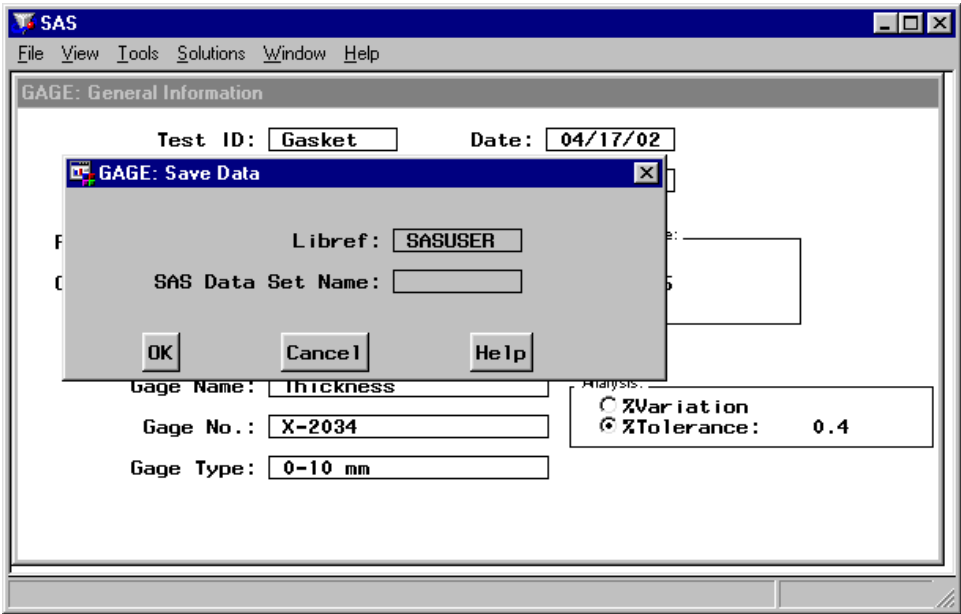 SAS
File View Tools Solutions Window Help
GAGE: General Information
Test ID: Gasket Date: 04/17/02
GAGE: Save Data
Libref: SASUSER
SAS Data Set Name:
OK Cancel Help
Gage Name: Thickness
Analysis:
%Variation
Gage No.: X-2034
%Tolerance: 0.4
Gage Type: 0-10 mm